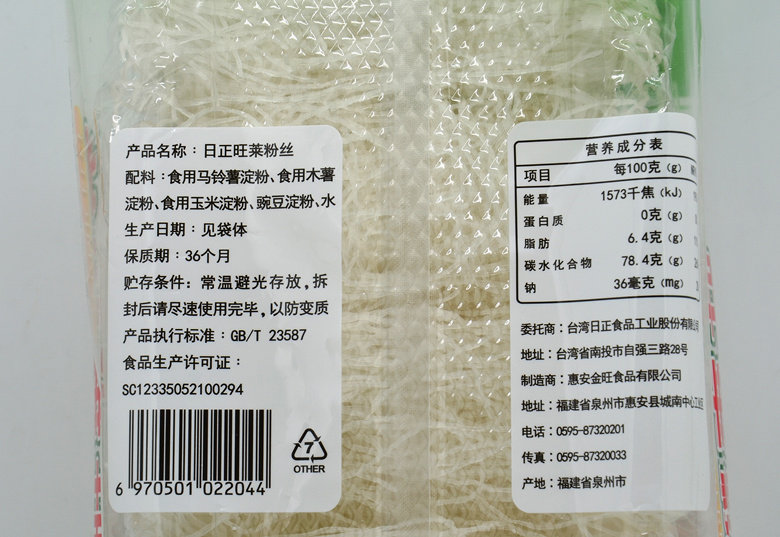 产品名称：日正旺莱粉丝
配料：食用马铃薯淀粉、食用木薯
淀粉、食用玉米淀粉、豌豆淀粉、水
生产日期：见袋体
保质期：36个月
贮存条件：常温避光存放，拆
封后请尽速使用完毕，以防变质
产品执行标准：GB/T 23587
食品生产许可证：
SC12335052100294
6 970501 022044
7
OTHER
营养成分表
项目 每100克（g）
能量 1573千焦（kJ）
蛋白质 0克（g）
脂肪 6.4克（g）
碳水化合物 78.4克（g）
钠 36毫克（mg）
委托商：台湾日正食品工业股份有限公司
地址：台湾省南投市自强三路28号
制造商：惠安金旺食品有限公司
地址：福建省泉州市惠安县城南中心工业
电话：0595-87320201
传真：0595-87320033
产地：福建省泉州市